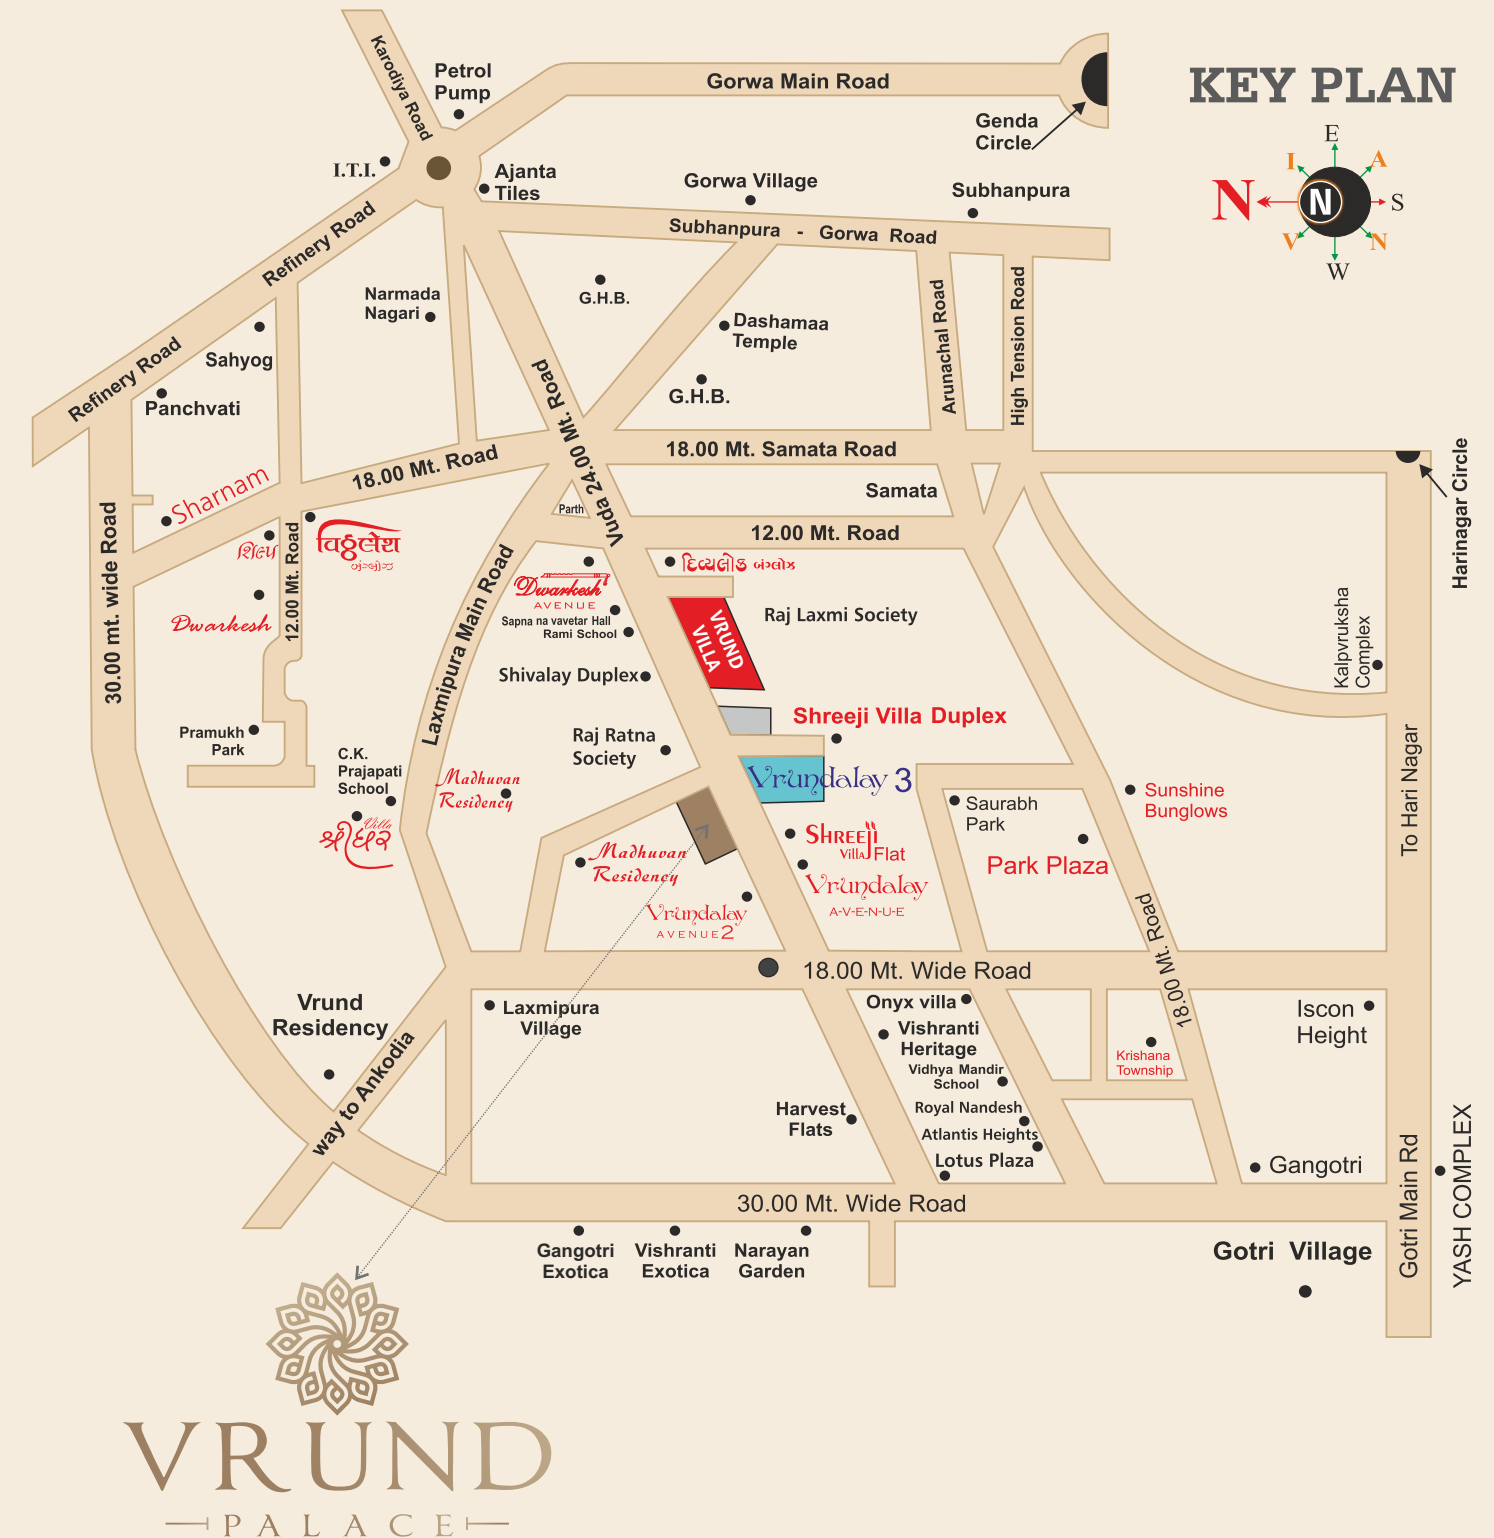 KEY PLAN
E
I
A
N
N
S
V
N
W
Karodiya Road
Petrol
Pump
Gorwa Main Road
Genda
Circle
I.T.I.
Ajanta
Tiles
Gorwa Village
Subhanpura
Subhanpura - Gorwa Road
Refinery Road
Refinery Road
Narmada
Nagari
G.H.B.
Dashamaa
Temple
G.H.B.
Arunachal Road
High Tension Road
Sahyog
Panchvati
Vuda 24.00 Mt. Road
18.00 Mt. Road
18.00 Mt. Samata Road
Samata
Harinagar Circle
Sharnam
Parth
12.00 Mt. Road
શિલ્પ
વિઠ્ઠલેશ
બંગ્લોઝ
12.00 Mt. Road
Dwarkesh
30.00 mt. wide Road
Laxmipura Main Road
Dwarkesh
AVENUE
Sapna na vavetar Hall
Rami School
દિવ્યલોક બંગ્લોઝ
VRUND
VILLA
Raj Laxmi Society
Kalpvruksha
Complex
Shivalay Duplex
Shreeji Villa Duplex
Pramukh
Park
Raj Ratna
Society
C.K.
Prajapati
School
Madhuvan
Residency
Vrundalay 3
Saurabh
Park
Sunshine
Bunglows
To Hari Nagar
શ્રીધર
Villa
Madhuvan
Residency
SHREEJI
VILLA Flat
Park Plaza
Vrundalay
A-V-E-N-U-E
Vrundalay
AVENUE 2
18.00 Mt. Road
18.00 Mt. Wide Road
Vrund
Residency
Laxmipura
Village
Onyx villa
Vishranti
Heritage
Vidhya Mandir
School
Iscon
Height
Krishana
Township
way to Ankodia
Harvest
Flats
Royal Nandesh
Atlantis Heights
Lotus Plaza
Gangotri
Gotri Main Rd
YASH COMPLEX
30.00 Mt. Wide Road
Gangotri
Exotica
Vishranti
Exotica
Narayan
Garden
Gotri Village
VRUND
PALACE